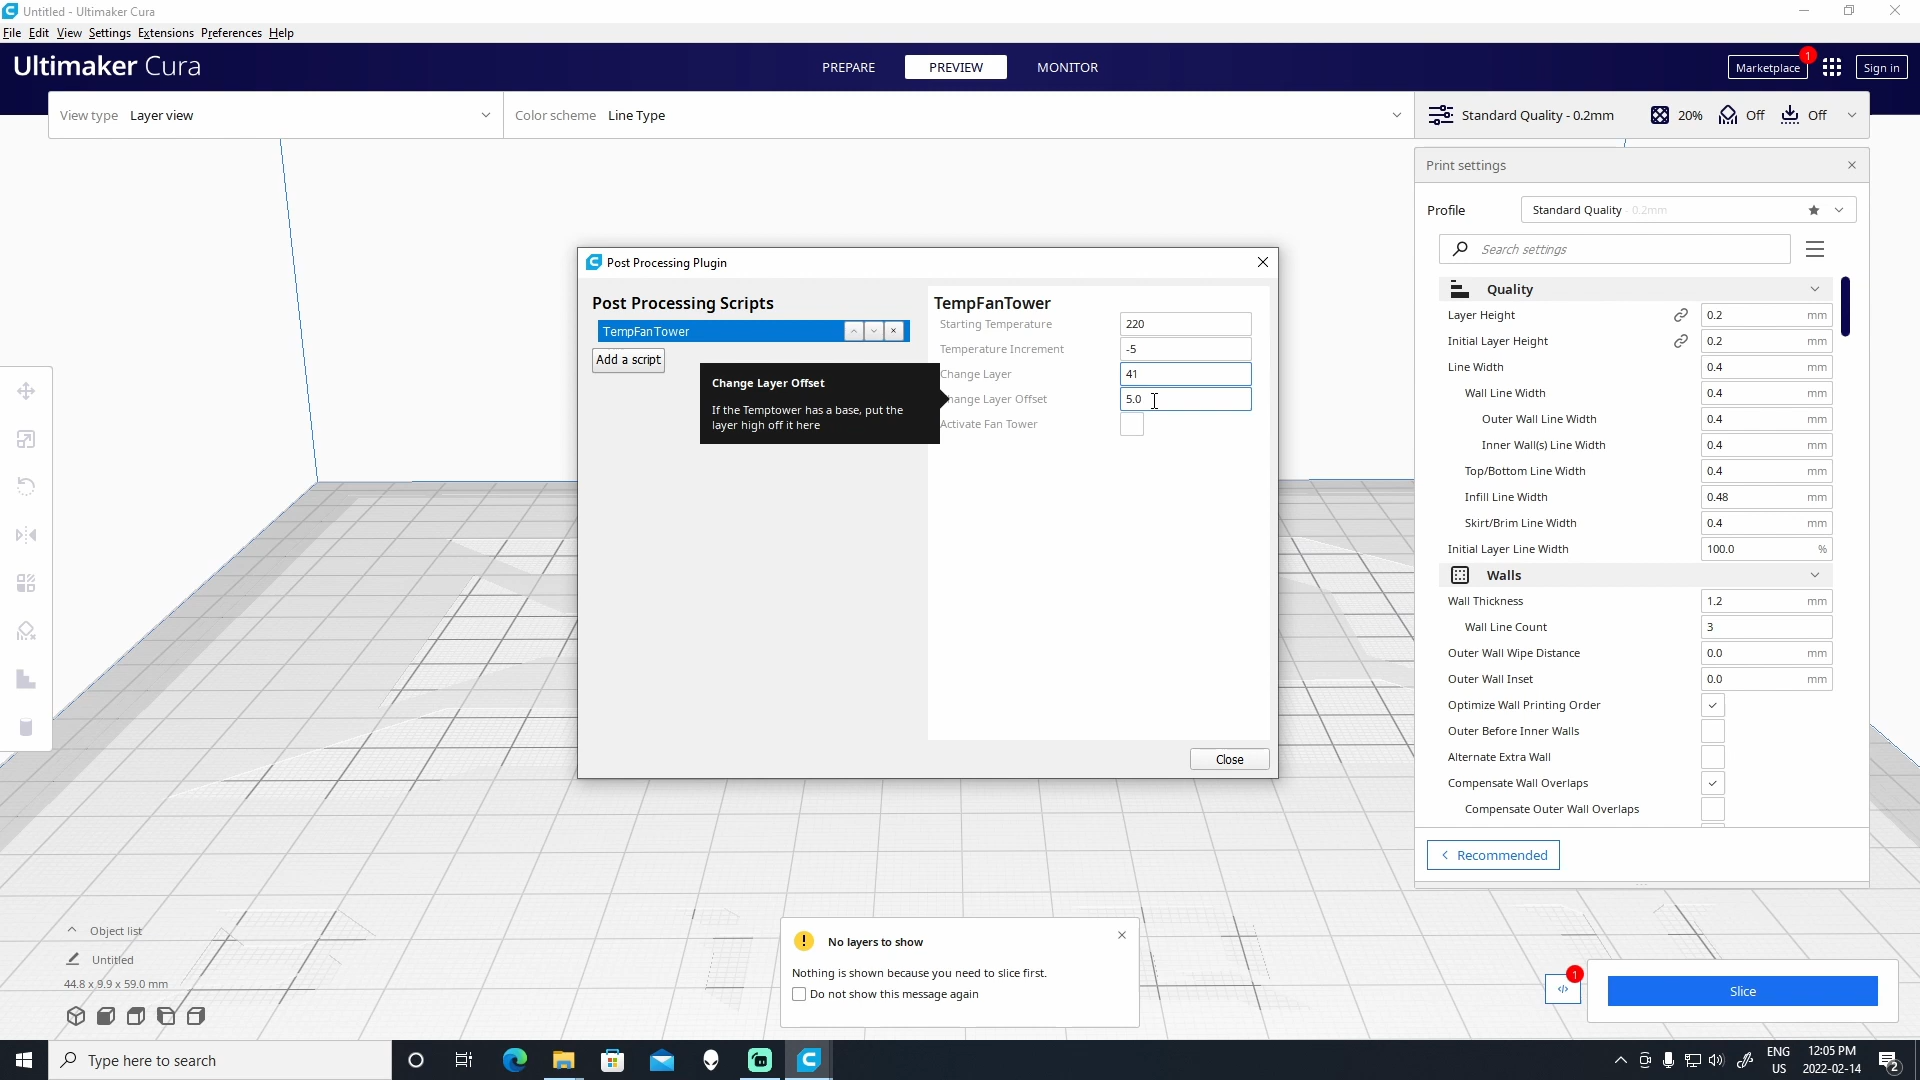 Untitled - Ultimaker Cura
File Edit View Settings Extensions Preferences Help
Ultimaker Cura
PREPARE
PREVIEW
MONITOR
Marketplace
1
Sign in
View type Layer view
Color scheme Line Type
Standard Quality - 0.2mm
20%
Off
Off
Print settings
Profile
Standard Quality - 0.2mm
Search settings
Quality
Layer Height 0.2 mm
Initial Layer Height 0.2 mm
Line Width 0.4 mm
Wall Line Width 0.4 mm
Outer Wall Line Width 0.4 mm
Inner Wall(s) Line Width 0.4 mm
Top/Bottom Line Width 0.4 mm
Infill Line Width 0.48 mm
Skirt/Brim Line Width 0.4 mm
Initial Layer Line Width 100.0 %
Walls
Wall Thickness 1.2 mm
Wall Line Count 3
Outer Wall Wipe Distance 0.0 mm
Outer Wall Inset 0.0 mm
Optimize Wall Printing Order
Outer Before Inner Walls
Alternate Extra Wall
Compensate Wall Overlaps
Compensate Outer Wall Overlaps
Recommended
Post Processing Plugin
Post Processing Scripts
TempFanTower
Add a script
TempFanTower
Starting Temperature 220
Temperature Increment -5
Change Layer 41
hange Layer Offset 5.0
Activate Fan Tower
Change Layer Offset
If the Temptower has a base, put the
layer high off it here
Close
Object list
Untitled
44.8 x 9.9 x 59.0 mm
No layers to show
Nothing is shown because you need to slice first.
Do not show this message again
1
Slice
Type here to search
ENG
US
12:05 PM
2022-02-14
2